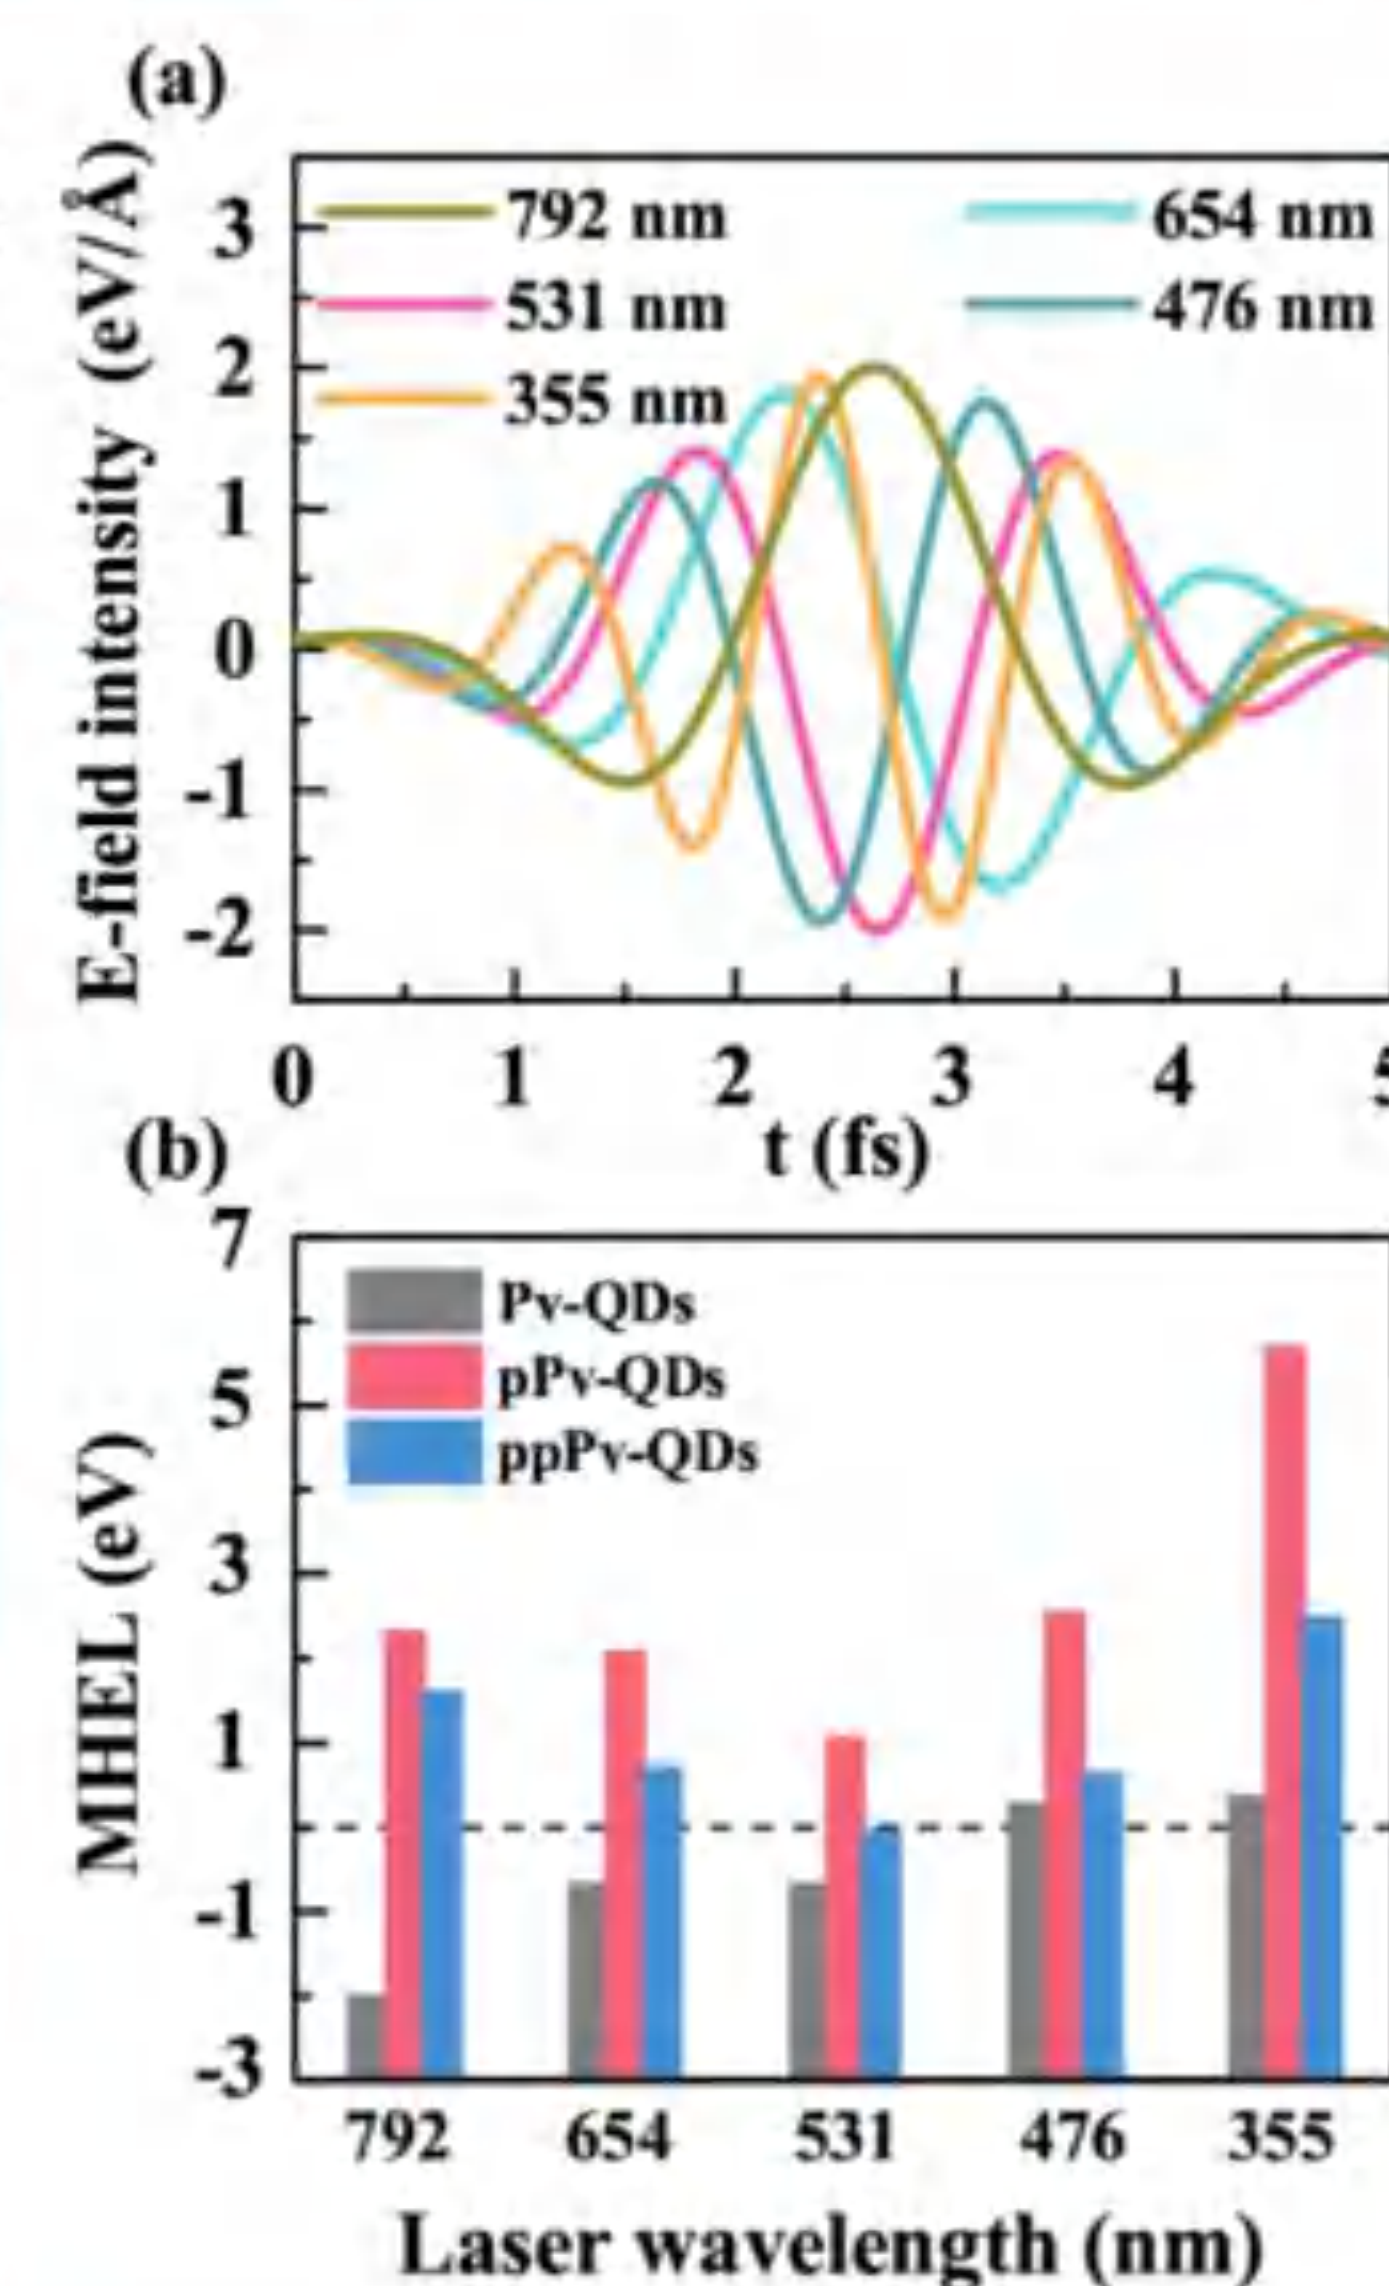 (a)
E-field intensity (eV/Å)
3
2
1
0
-1
-2
792 nm
654 nm
531 nm
476 nm
355 nm
0 1 2 3 4 5
t (fs)
(b)
MHEL (eV)
7
5
3
1
-1
-3
Pv-QDs
pPv-QDs
ppPv-QDs
792 654 531 476 355
Laser wavelength (nm)